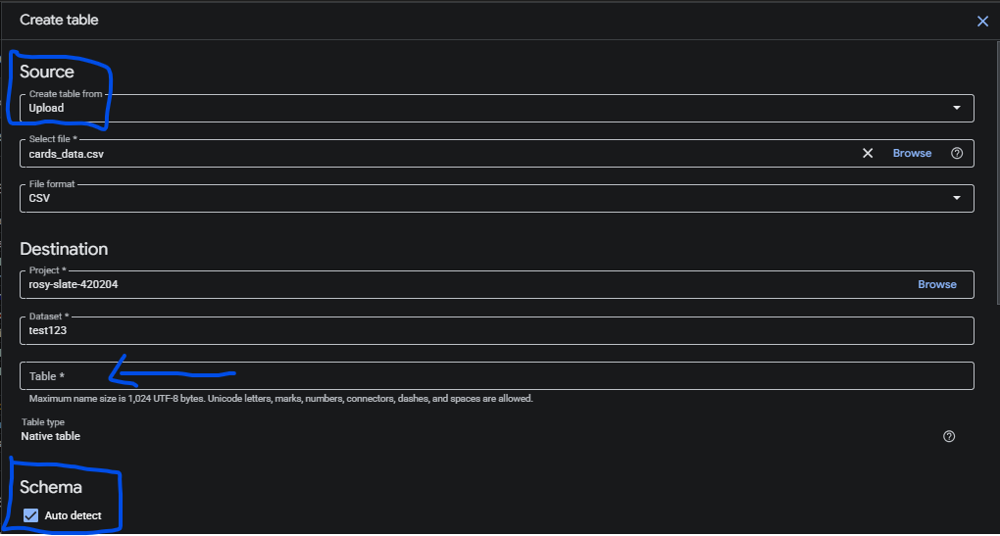 Create table
Source
Create table from
Upload
Select file *
cards_data.csv
Browse
File format
CSV
Destination
Project *
rosy-slate-420204
Browse
Dataset *
test123
Table *
Maximum name size is 1,024 UTF-8 bytes. Unicode letters, marks, numbers, connectors, dashes, and spaces are allowed.
Table type
Native table
Schema
Auto detect